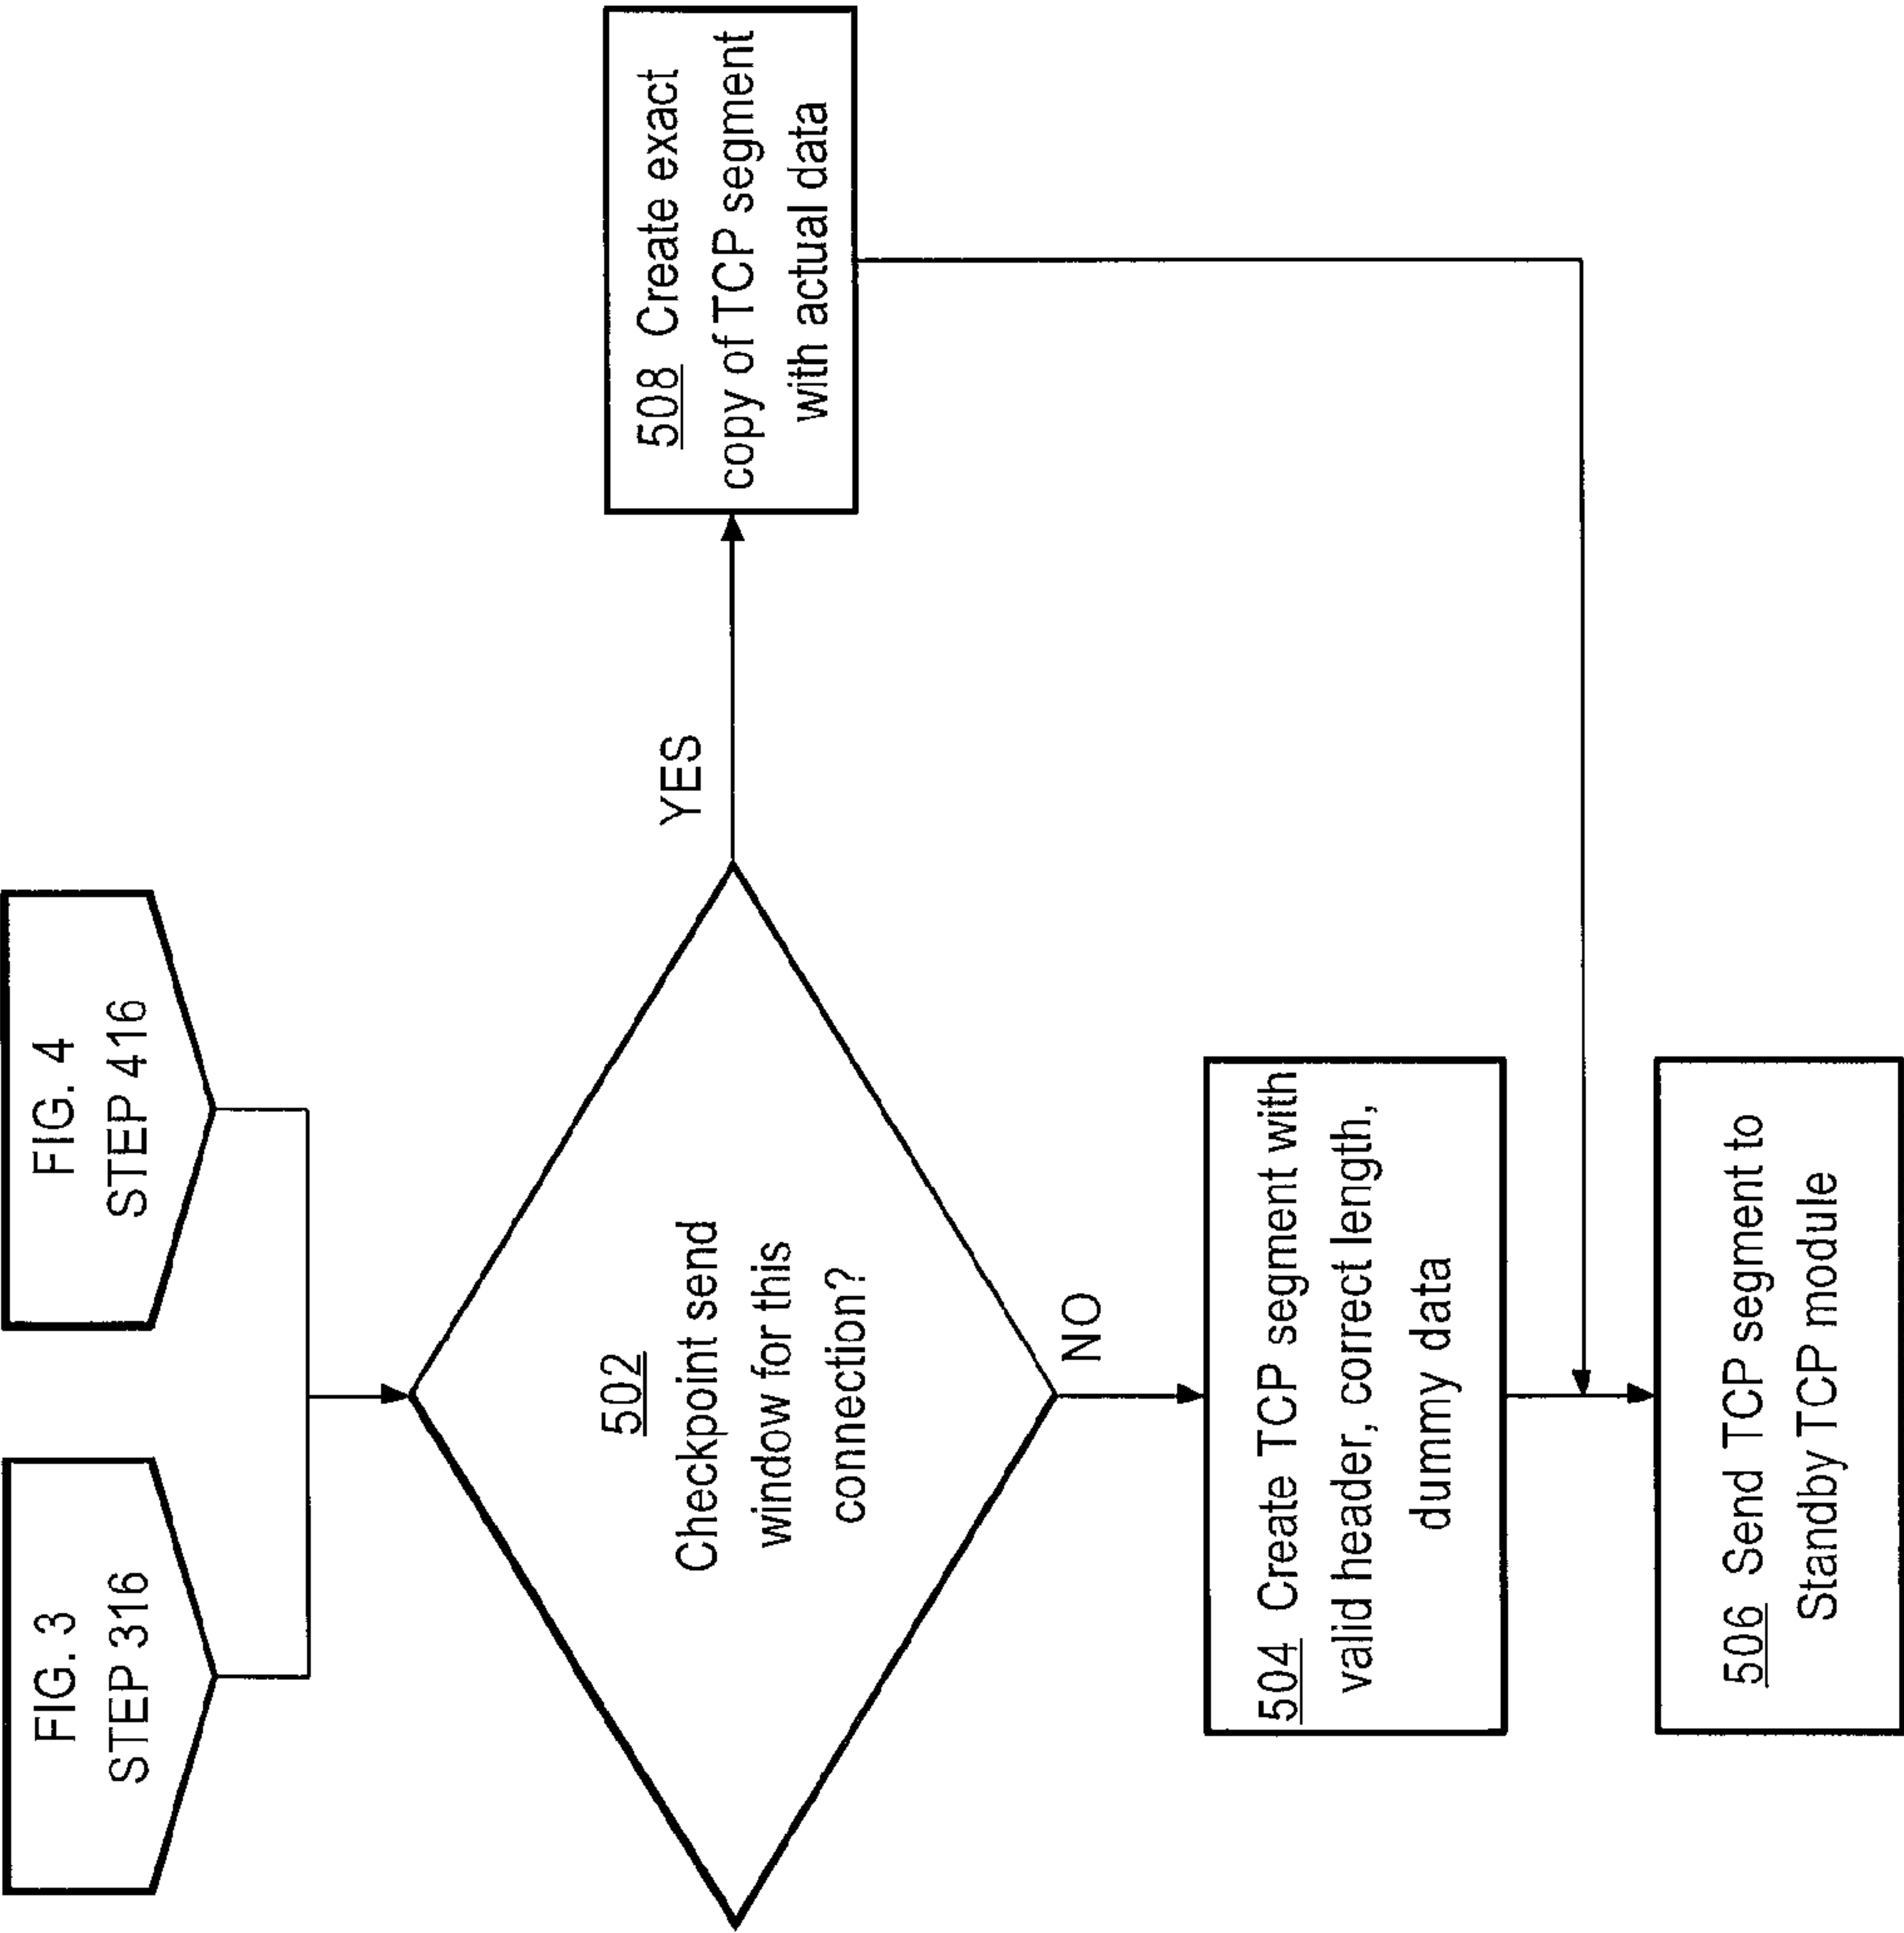 FIG. 3
STEP 316
FIG. 4
STEP 416
502
Checkpoint send
window for this
connection?
YES
508 Create exact
copy of TCP segment
with actual data
NO
504 Create TCP segment with
valid header, correct length,
dummy data
506 Send TCP segment to
Standby TCP module